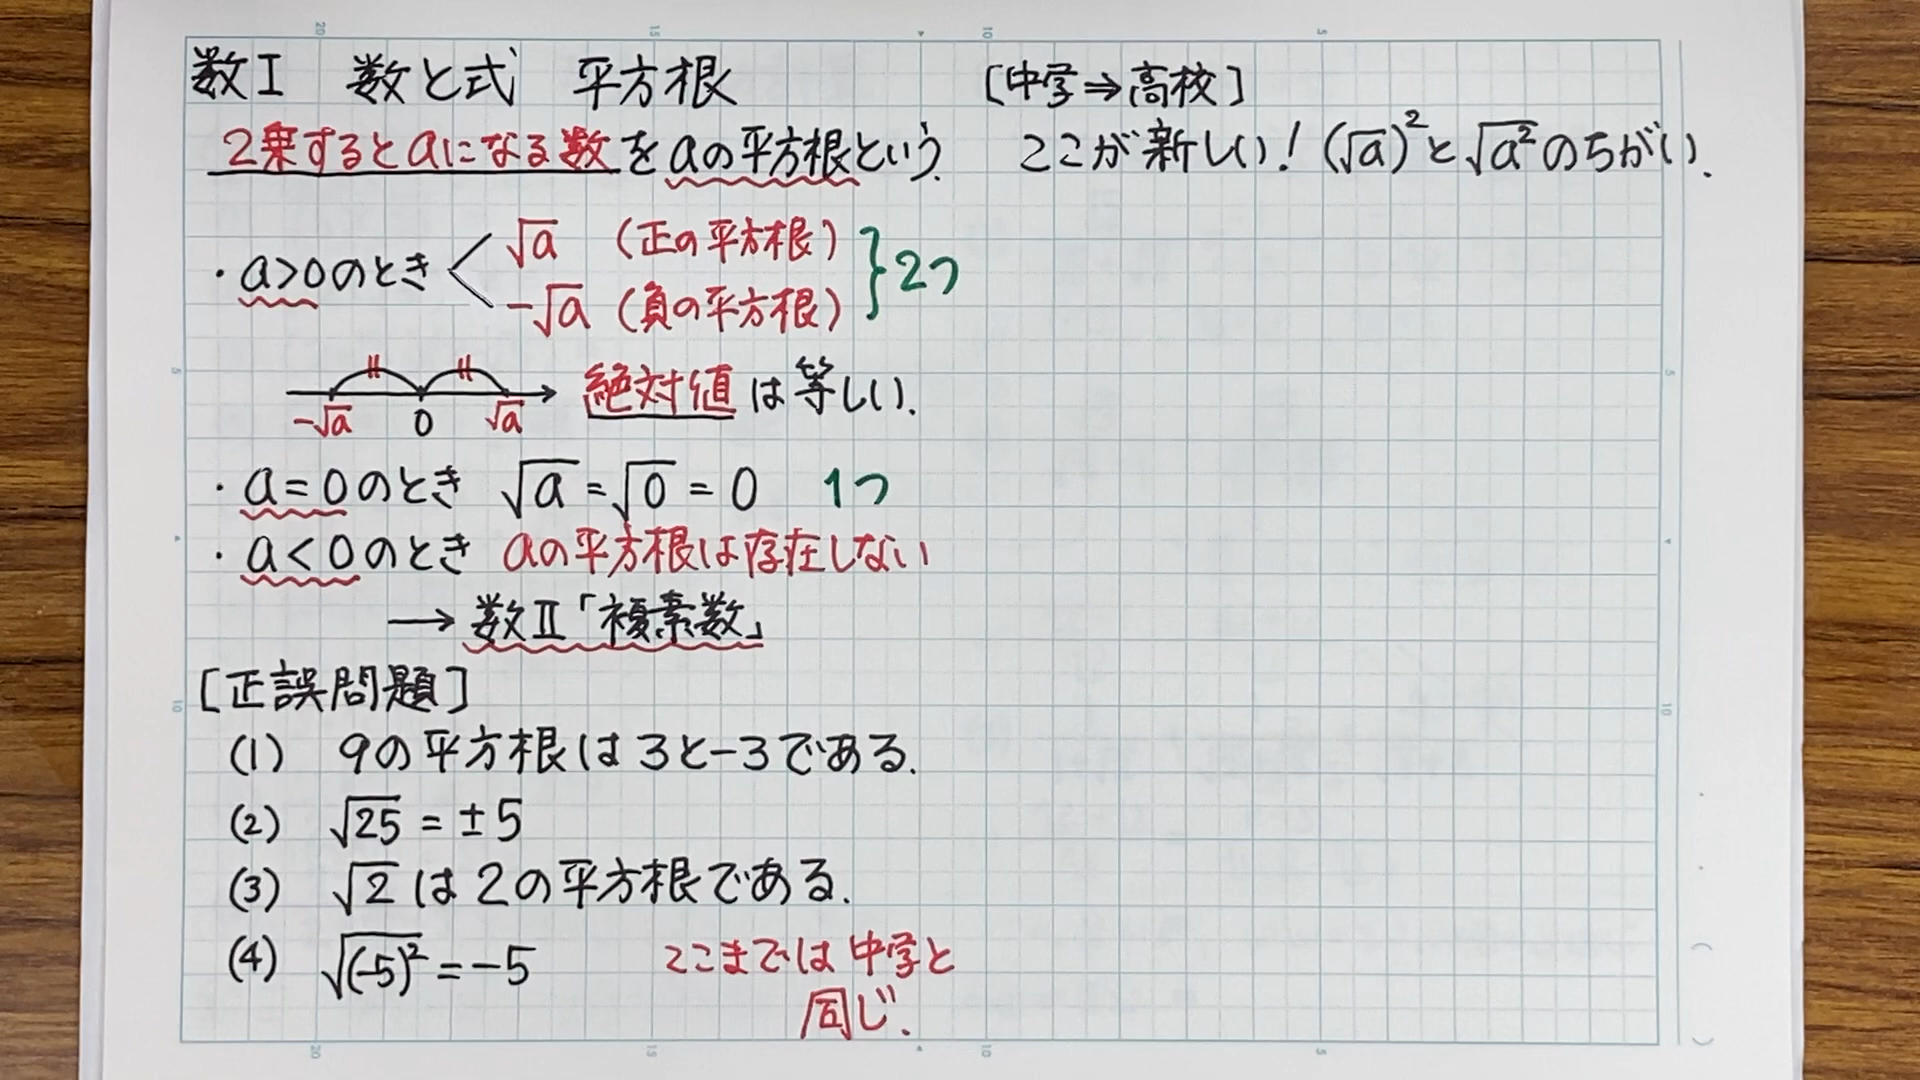 数I 数と式 平方根
2乗するとaになる数をaの平方根という.
・a>0のとき
√a (正の平方根)
-√a (負の平方根)
2つ
-√a 0 √a
絶対値は等しい.
・a=0のとき √a=√0=0 1つ
・a<0のとき aの平方根は存在しない
→数II「複素数」
[正誤問題]
(1) 9の平方根は3と-3である.
(2) √25=±5
(3) √2は2の平方根である.
(4) √(-5)²=-5
ここまでは中学と
同じ.
[中学⇒高校]
ここが新しい!(√a)²と√a²のちがい.